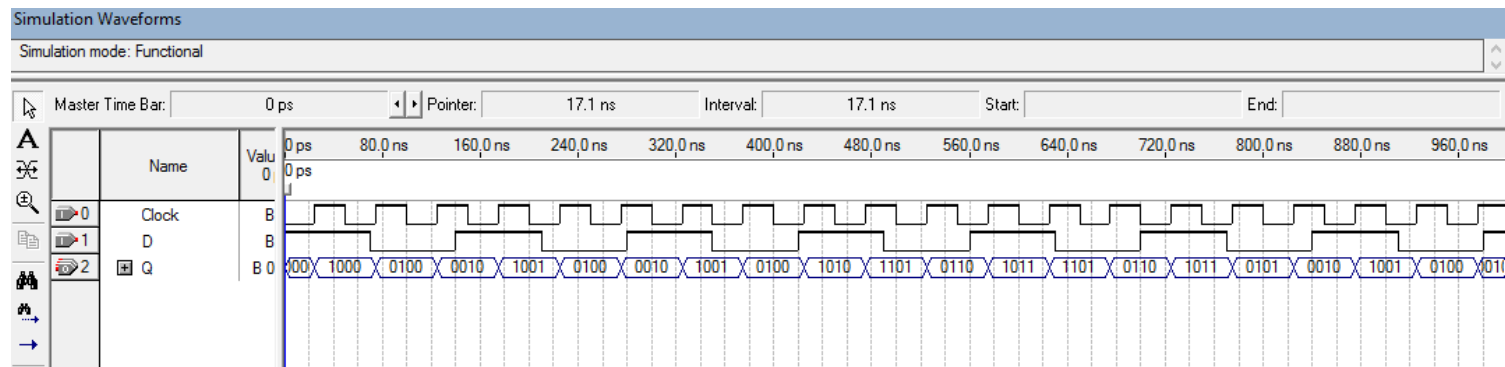 Simulation Waveforms
Simulation mode: Functional
Master Time Bar: 0 ps Pointer: 17.1 ns Interval: 17.1 ns Start: End:
A
Name Valu 0 ps 80.0 ns 160.0 ns 240.0 ns 320.0 ns 400.0 ns 480.0 ns 560.0 ns 640.0 ns 720.0 ns 800.0 ns 880.0 ns 960.0 ns
0 0 ps
0 Clock B
1 D B
2 Q B 0 000 1000 0100 0010 1001 0100 0010 1001 0100 1010 1101 0110 1011 1101 0110 1011 0101 0010 1001 0100 010